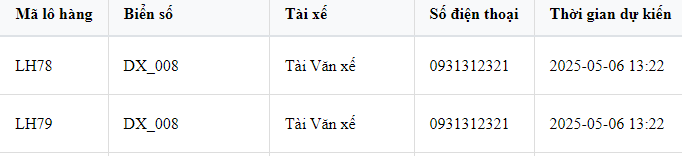 Mã lô hàng Biển số Tài xế Số điện thoại Thời gian dự kiến
LH78 DX_008 Tài Văn xế 0931312321 2025-05-06 13:22
LH79 DX_008 Tài Văn xế 0931312321 2025-05-06 13:22